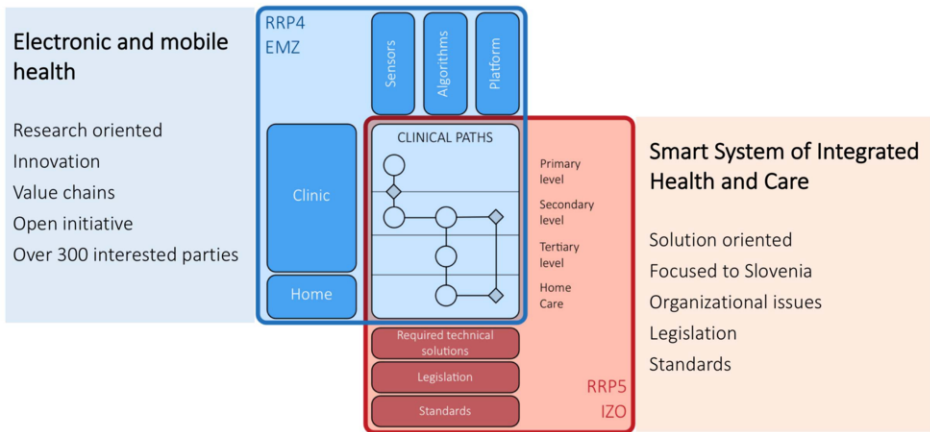 Electronic and mobile
health
Research oriented
Innovation
Value chains
Open initiative
Over 300 interested parties
RRP4
EMZ
Sensors
Algorithms
Platform
Clinic
Home
CLINICAL PATHS
Primary
level
Secondary
level
Tertiary
level
Home
Care
Required technical
solutions
Legislation
Standards
RRP5
IZO
Smart System of Integrated
Health and Care
Solution oriented
Focused to Slovenia
Organizational issues
Legislation
Standards